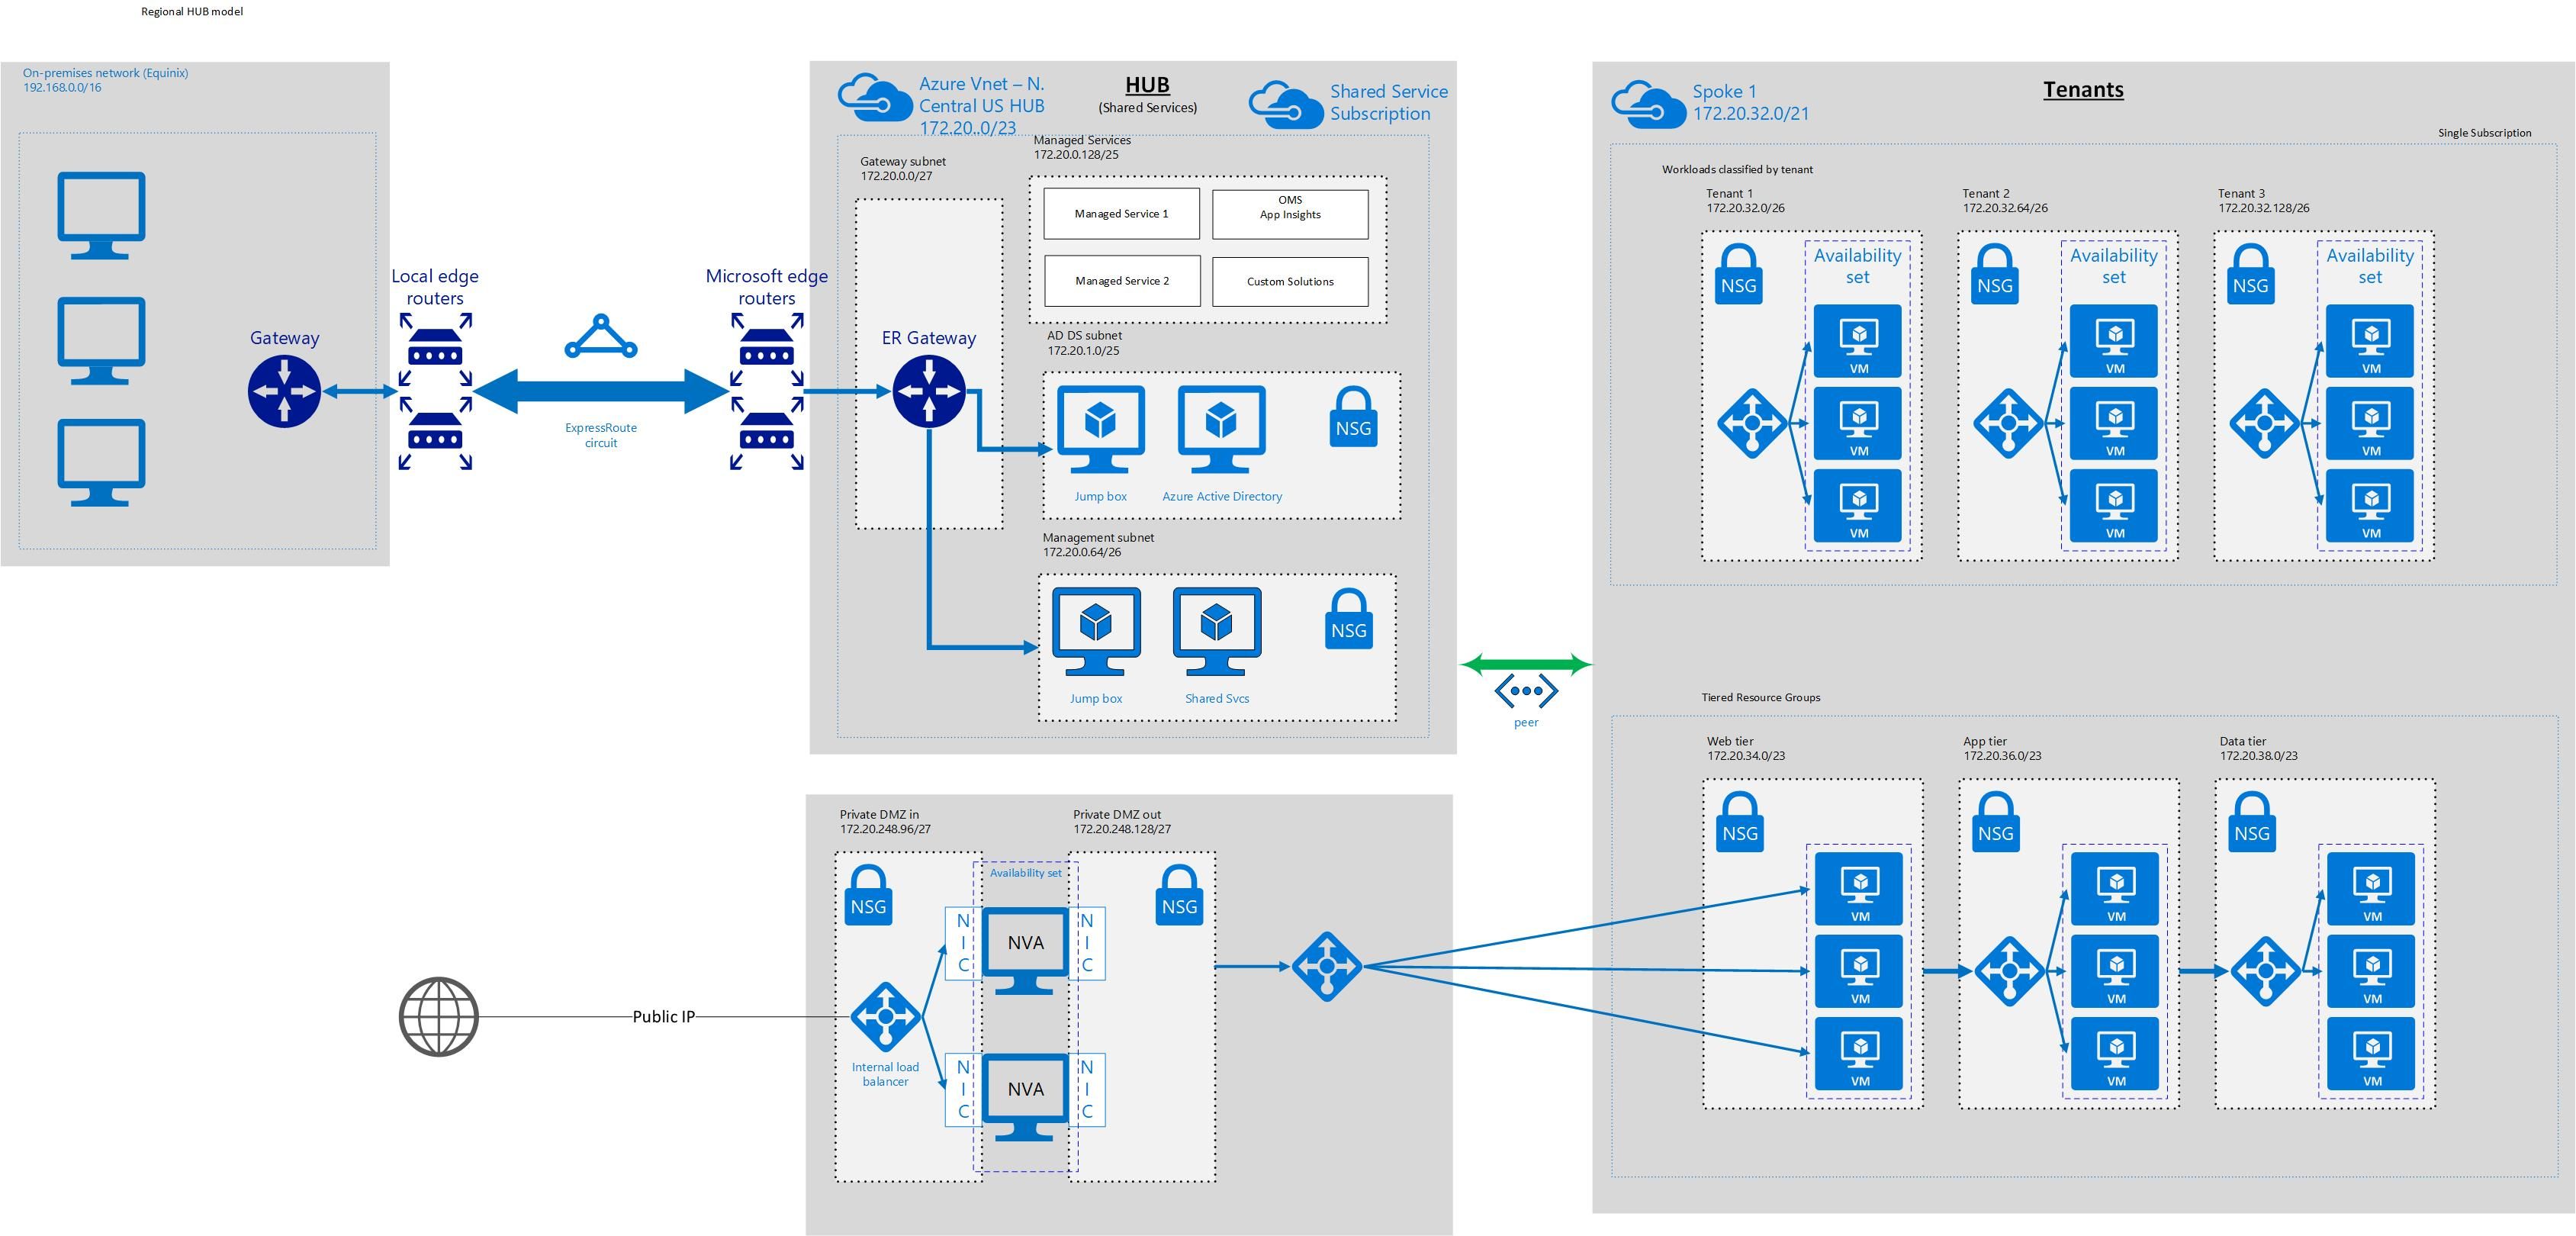 Regional HUB model
On-premises network (Equinix)
192.168.0.0/16
Gateway
Local edge
routers
ExpressRoute
circuit
Microsoft edge
routers
Azure Vnet – N.
Central US HUB
172.20..0/23
HUB
(Shared Services)
Shared Service
Subscription
Gateway subnet
172.20.0.0/27
ER Gateway
Managed Services
172.20.0.128/25
Managed Service 1
OMS
App Insights
Managed Service 2
Custom Solutions
AD DS subnet
172.20.1.0/25
NSG
Jump box
Azure Active Directory
Management subnet
172.20.0.64/26
NSG
Jump box
Shared Svcs
peer
Spoke 1
172.20.32.0/21
Tenants
Single Subscription
Workloads classified by tenant
Tenant 1
172.20.32.0/26
NSG
Availability
set
VM
VM
VM
Tenant 2
172.20.32.64/26
NSG
Availability
set
VM
VM
VM
Tenant 3
172.20.32.128/26
NSG
Availability
set
VM
VM
VM
Tiered Resource Groups
Web tier
172.20.34.0/23
NSG
VM
VM
VM
App tier
172.20.36.0/23
NSG
VM
VM
VM
Data tier
172.20.38.0/23
NSG
VM
VM
VM
Public IP
Private DMZ in
172.20.248.96/27
NSG
Internal load
balancer
Availability set
NIC
NVA
NIC
NIC
NVA
NIC
Private DMZ out
172.20.248.128/27
NSG